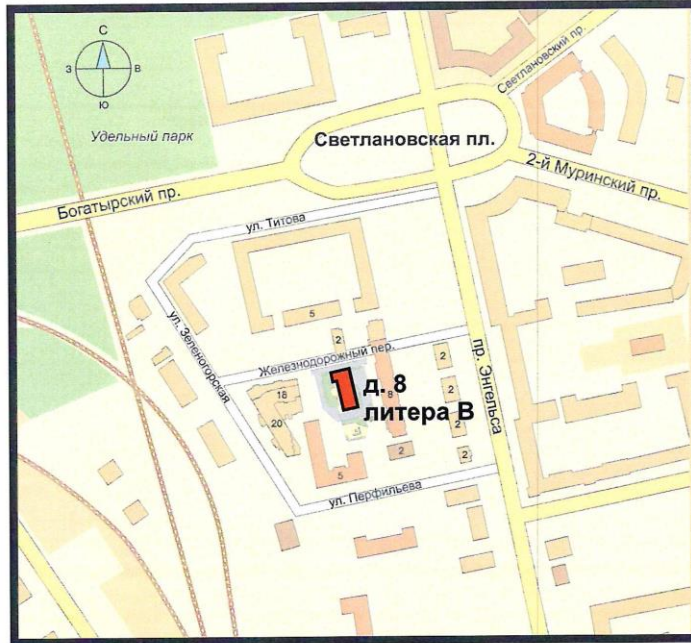 С
З
В
Ю
Удельный парк
Светлановский пр.
Светлановская пл.
2-й Муринский пр.
Богатырский пр.
ул. Титова
ул. Зеленогорская
5
2
2
Железнодорожный пер.
пр. Энгельса
18
20
д. 8
литера В
8
2
2
2
2
5
ул. Перфильева